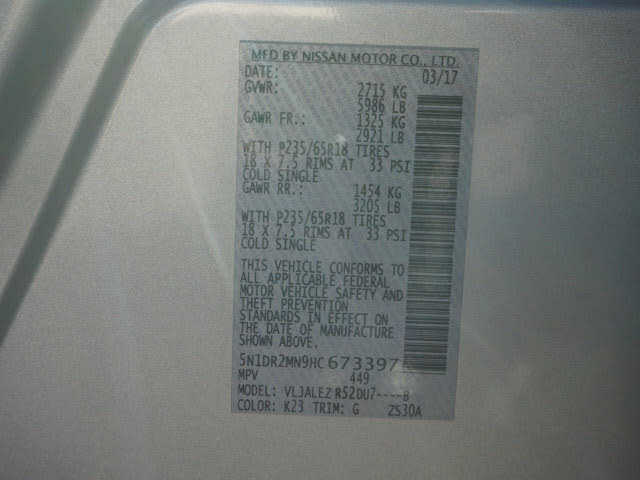 MFD BY NISSAN MOTOR CO., LTD.
DATE: 03/17
GVWR: 2715 KG
5986 LB
GAWR FR.: 1325 KG
2921 LB
WITH P235/65R18 TIRES
18 X 7.5 RIMS AT 33 PSI
COLD SINGLE
GAWR RR.: 1454 KG
3205 LB
WITH P235/65R18 TIRES
18 X 7.5 RIMS AT 33 PSI
COLD SINGLE
THIS VEHICLE CONFORMS TO
ALL APPLICABLE FEDERAL
MOTOR VEHICLE SAFETY AND
THEFT PREVENTION
STANDARDS IN EFFECT ON
THE DATE OF MANUFACTURE
SHOWN ABOVE.
5N1DR2MN9HC 673397
MPV 449
MODEL: VLJALEZ R52DU7----B
COLOR: K23 TRIM: G ZS30A